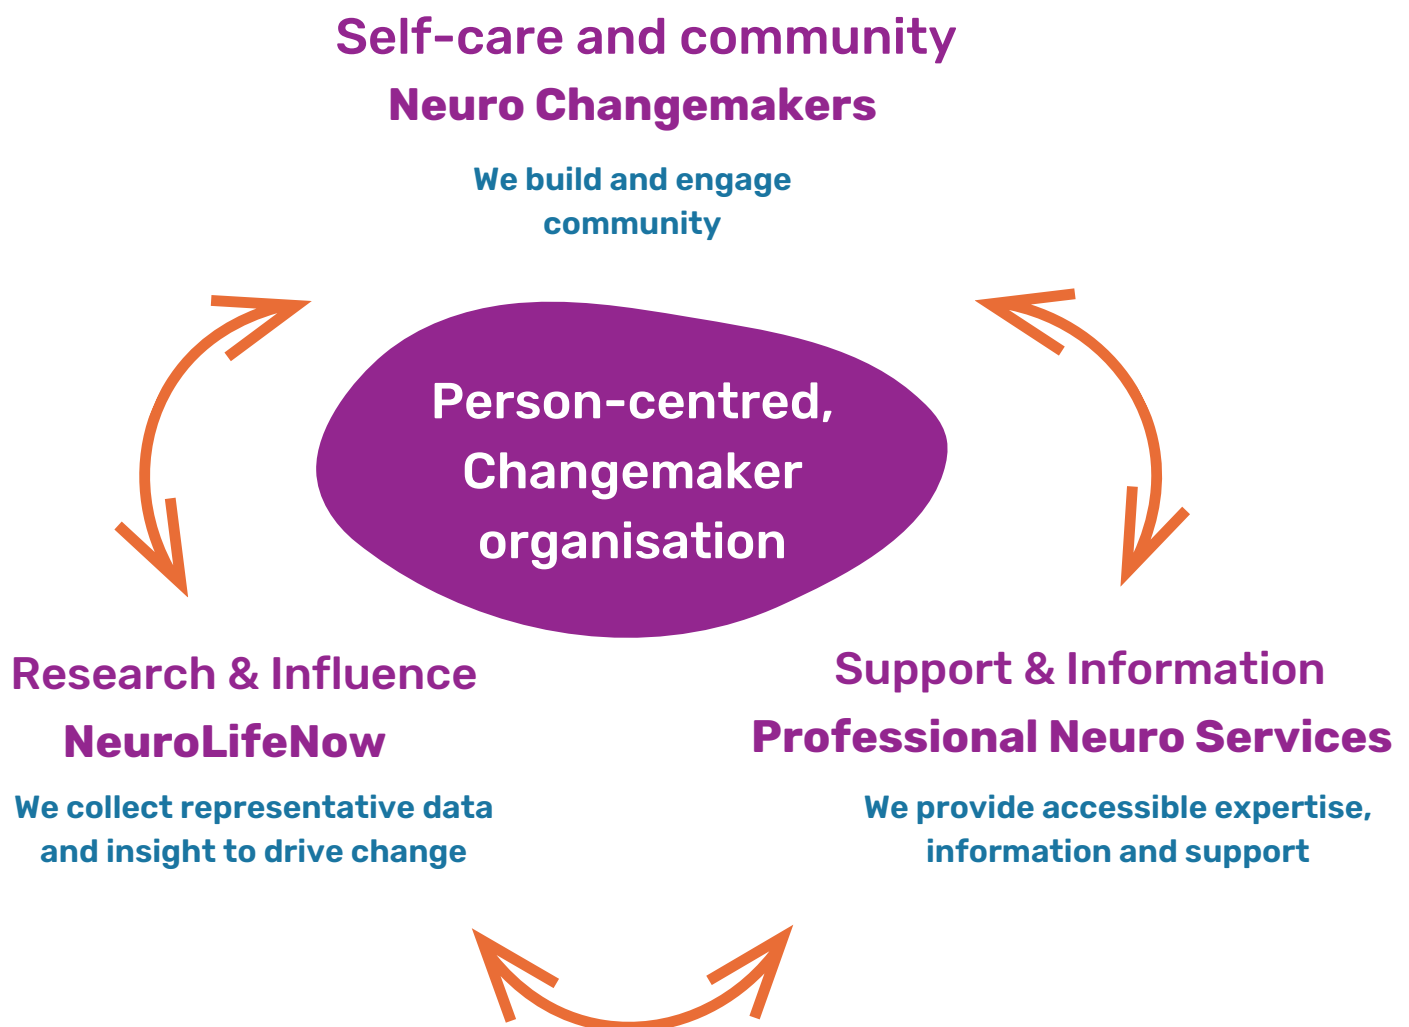 Self-care and community
Neuro Changemakers
We build and engage
community
Person-centred,
Changemaker
organisation
Research & Influence
NeuroLifeNow
We collect representative data
and insight to drive change
Support & Information
Professional Neuro Services
We provide accessible expertise,
information and support